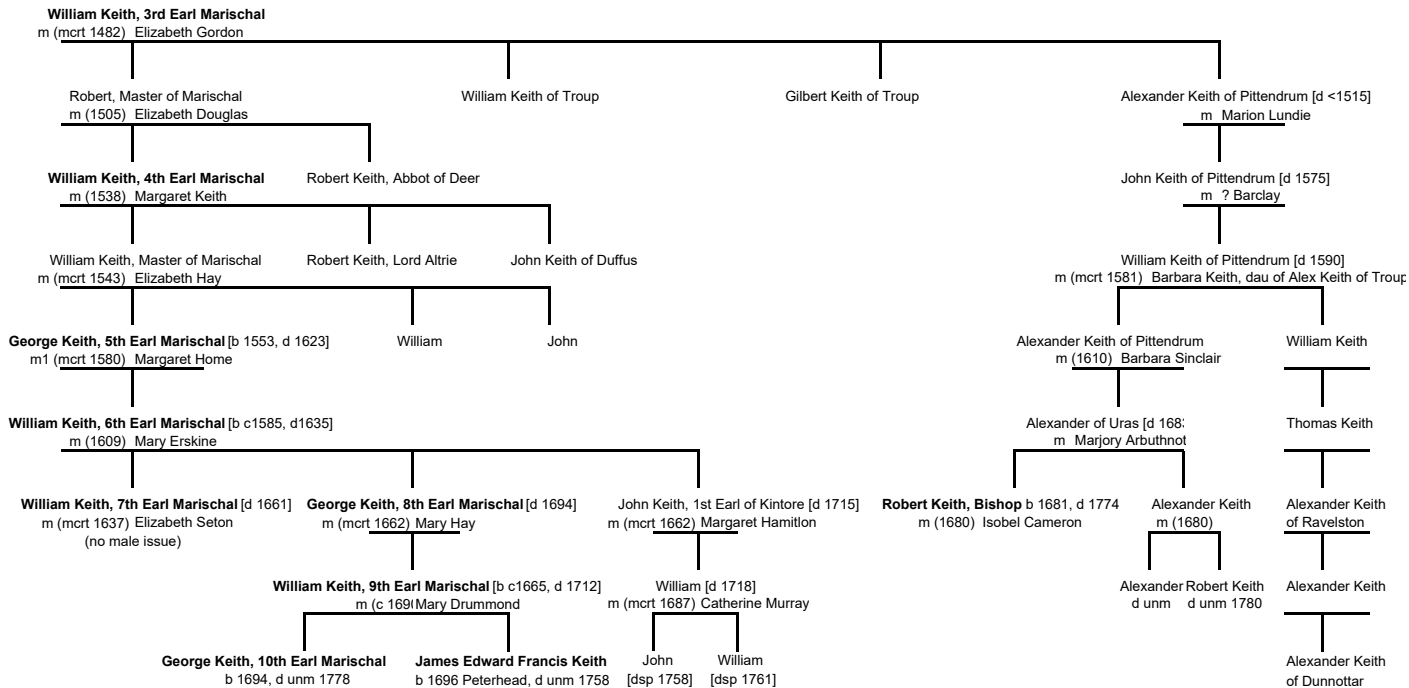 William Keith, 3rd Earl Marischal
m (mcrt 1482) Elizabeth Gordon
Robert, Master of Marischal William Keith of Troup Gilbert Keith of Troup Alexander Keith of Pittendrum [d <1515]
m (1505) Elizabeth Douglas m Marion Lundie
William Keith, 4th Earl Marischal Robert Keith, Abbot of Deer John Keith of Pittendrum [d 1575]
m (1538) Margaret Keith m ? Barclay
William Keith, Master of Marischal Robert Keith, Lord Altrie John Keith of Duffus William Keith of Pittendrum [d 1590]
m (mcrt 1543) Elizabeth Hay m (mcrt 1581) Barbara Keith, dau of Alex Keith of Troup
George Keith, 5th Earl Marischal [b 1553, d 1623] William John Alexander Keith of Pittendrum William Keith
m1 (mcrt 1580) Margaret Home m (1610) Barbara Sinclair
William Keith, 6th Earl Marischal [b c1585, d1635] Alexander of Uras [d 168 Thomas Keith
m (1609) Mary Erskine m Marjory Arbuthnot
William Keith, 7th Earl Marischal [d 1661] George Keith, 8th Earl Marischal [d 1694] John Keith, 1st Earl of Kintore [d 1715] Robert Keith, Bishop b 1681, d 1774 Alexander Keith Alexander Keith
m (mcrt 1637) Elizabeth Seton m (mcrt 1662) Mary Hay m (mcrt 1662) Margaret Hamitlon m (1680) Isobel Cameron m (1680) of Ravelston
(no male issue)
William Keith, 9th Earl Marischal [b c1665, d 1712] William [d 1718] Alexander Robert Keith Alexander Keith
m (c 169 Mary Drummond m (mcrt 1687) Catherine Murray d unm d unm 1780
George Keith, 10th Earl Marischal James Edward Francis Keith John William Alexander Keith
b 1694, d unm 1778 b 1696 Peterhead, d unm 1758 [dsp 1758] [dsp 1761] of Dunnottar